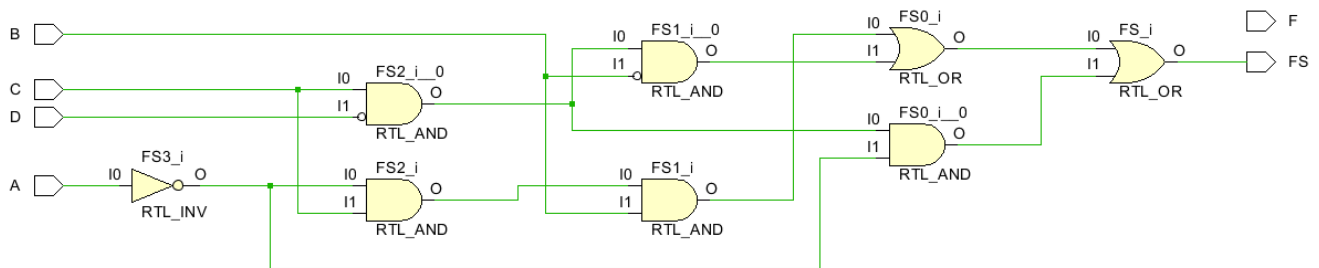 FS0_i
F
B
FS1_i__0
I0
FS_i
I0
O
I0
O
I1
O
FS
I1
I1
RTL_OR
FS2_i__0
RTL_AND
RTL_OR
C
I0
O
D
I1
FS0_i__0
RTL_AND
I0
O
FS3_i
I1
FS2_i
FS1_i
RTL_AND
A
I0
O
I0
O
I0
O
RTL_INV
I1
I1
RTL_AND
RTL_AND